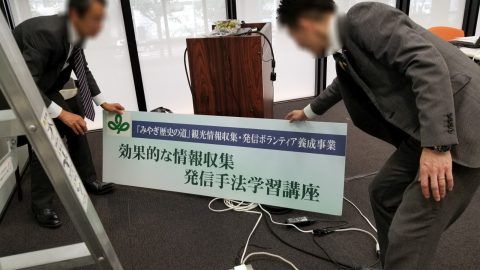 「みやぎ歴史の道」観光情報収集・発信ボランティア養成事業
効果的な情報収集
発信手法学習講座